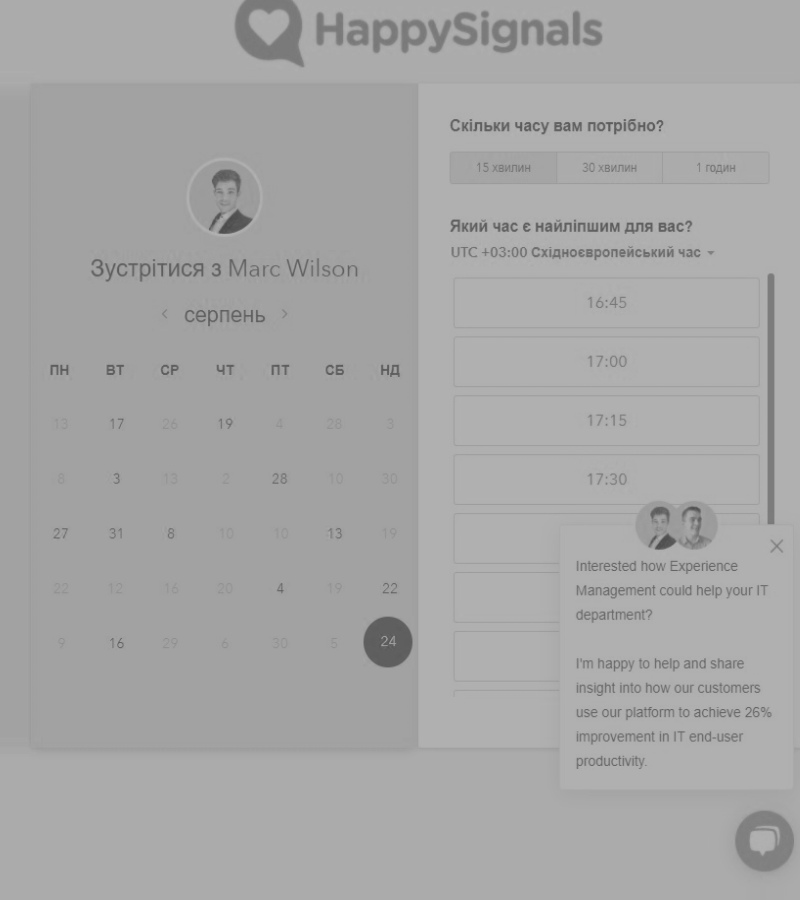 HappySignals
Зустрітися з Marc Wilson
серпень
ПН ВТ СР ЧТ ПТ СБ НД
13 17 26 19 4 28 3
8 3 13 2 28 10 30
27 31 8 10 10 13 19
22 12 16 20 4 19 22
9 16 29 6 30 5 24
Скільки часу вам потрібно?
15 хвилин 30 хвилин 1 годин
Який час є найліпшим для вас?
UTC +03:00 Східноєвропейський час
16:45
17:00
17:15
17:30
Interested how Experience
Management could help your IT
department?
I'm happy to help and share
insight into how our customers
use our platform to achieve 26%
improvement in IT end-user
productivity.